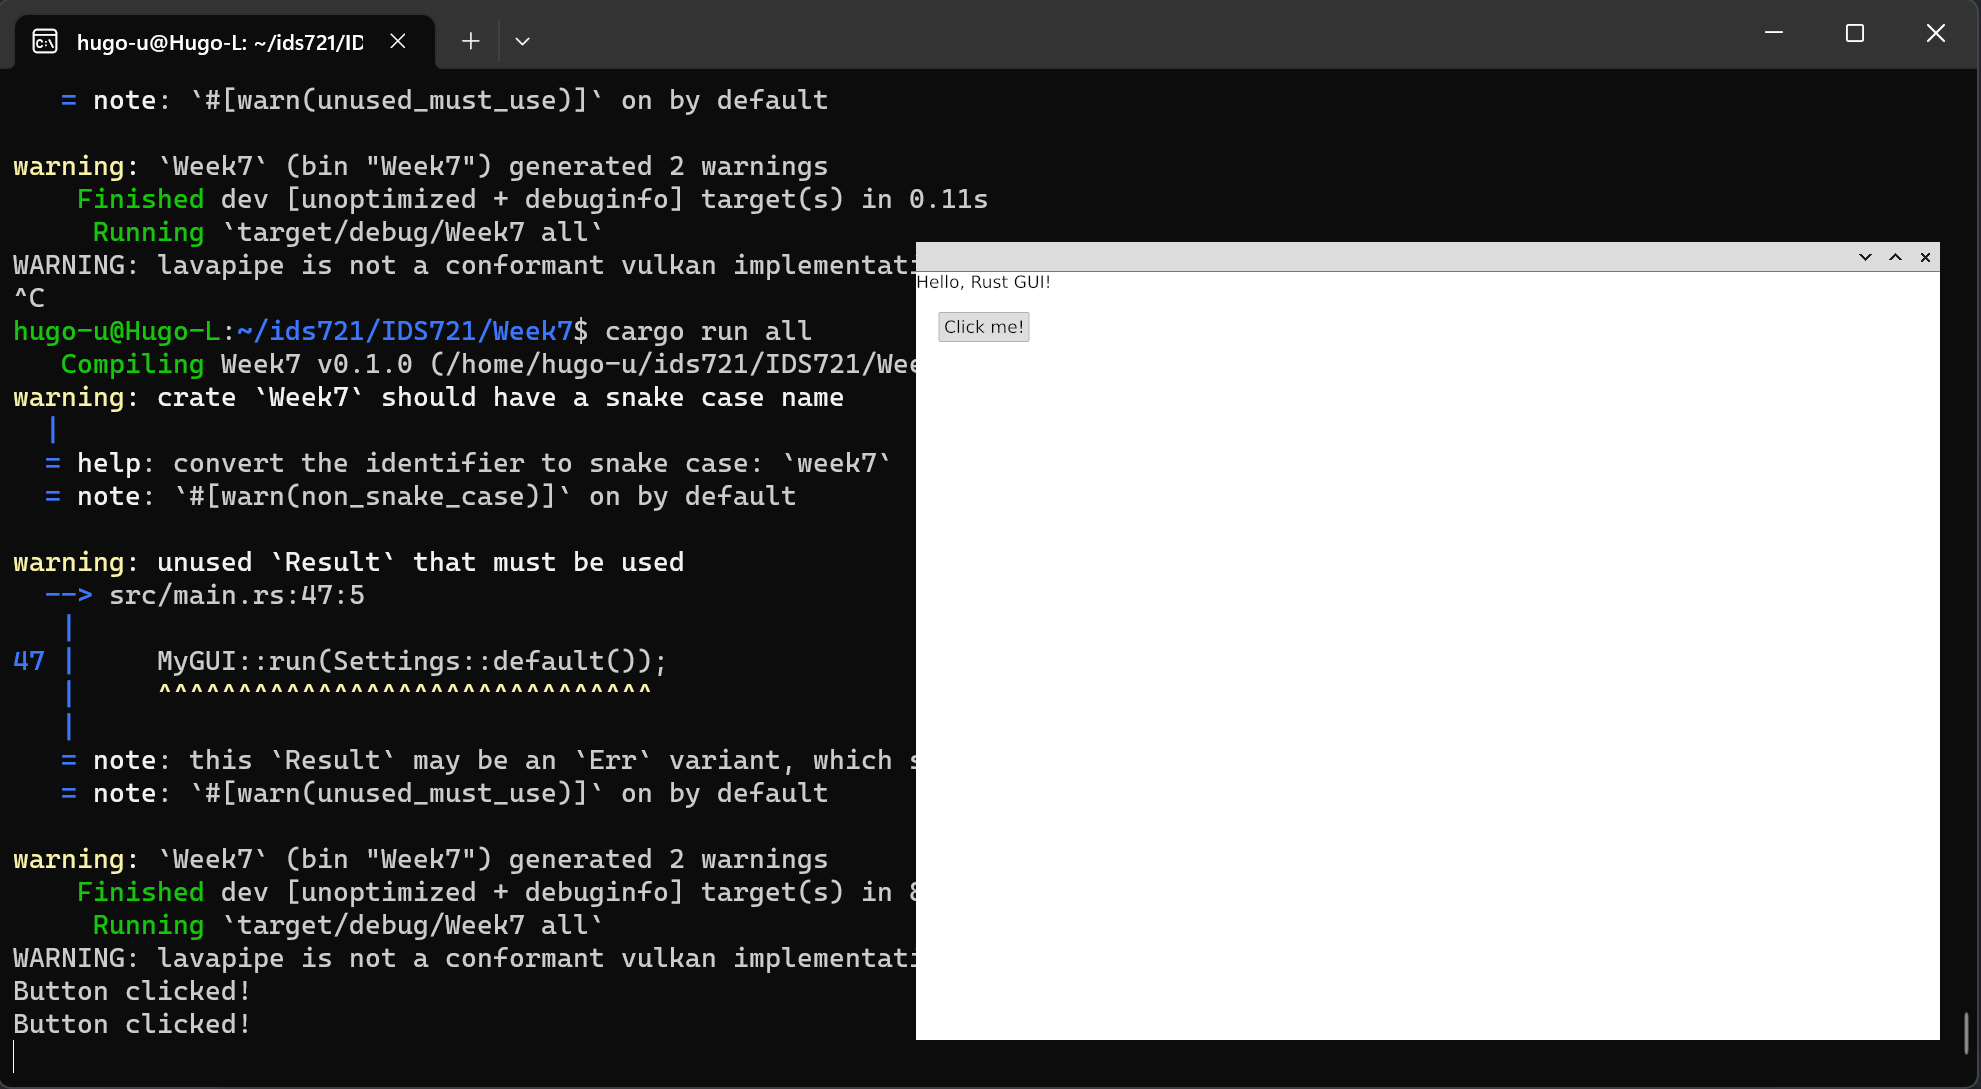 hugo-u@Hugo-L: ~/ids721/ID
= note: `#[warn(unused_must_use)]` on by default
warning: `Week7` (bin "Week7") generated 2 warnings
Finished dev [unoptimized + debuginfo] target(s) in 0.11s
Running `target/debug/Week7 all`
WARNING: lavapipe is not a conformant vulkan implementati
^C
hugo-u@Hugo-L:~/ids721/IDS721/Week7$ cargo run all
Compiling Week7 v0.1.0 (/home/hugo-u/ids721/IDS721/Wee
warning: crate `Week7` should have a snake case name
|
= help: convert the identifier to snake case: `week7`
= note: `#[warn(non_snake_case)]` on by default
warning: unused `Result` that must be used
--> src/main.rs:47:5
|
47 | MyGUI::run(Settings::default());
| ^^^^^^^^^^^^^^^^^^^^^^^^^^^^^^^
|
= note: this `Result` may be an `Err` variant, which s
= note: `#[warn(unused_must_use)]` on by default
warning: `Week7` (bin "Week7") generated 2 warnings
Finished dev [unoptimized + debuginfo] target(s) in
Running `target/debug/Week7 all`
WARNING: lavapipe is not a conformant vulkan implementati
Button clicked!
Button clicked!
Hello, Rust GUI!
Click me!